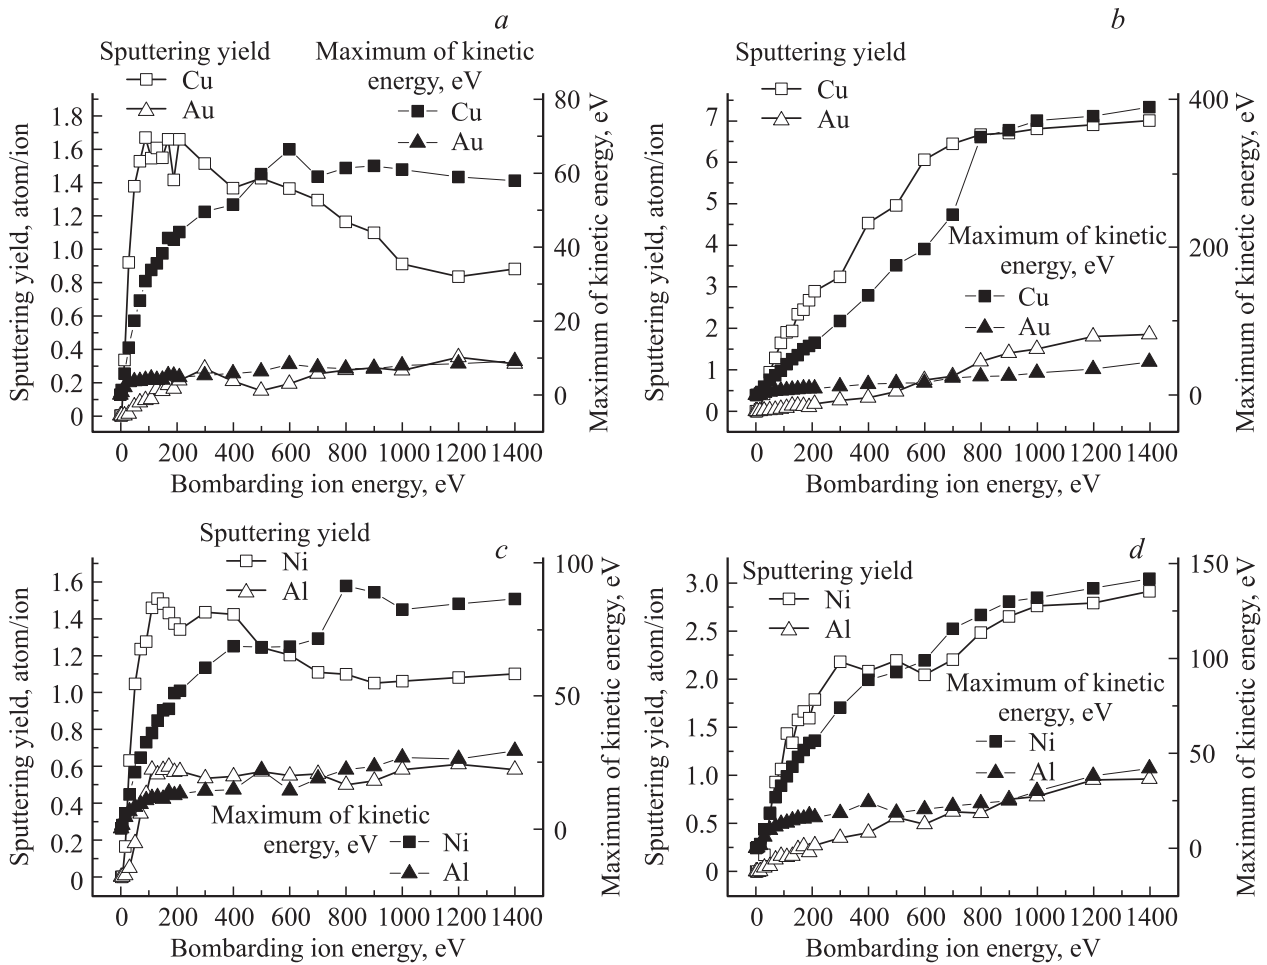 a
Sputtering yield
Cu
Au
Maximum of kinetic
energy, eV
Cu
Au
Sputtering yield, atom/ion
1.8
1.6
1.4
1.2
1.0
0.8
0.6
0.4
0.2
0
80
60
40
20
0
Maximum of kinetic energy, eV
0 200 400 600 800 1000 1200 1400
Bombarding ion energy, eV
b
Sputtering yield
Cu
Au
Sputtering yield, atom/ion
7
6
5
4
3
2
1
0
Maximum of kinetic
energy, eV
Cu
Au
400
200
0
Maximum of kinetic energy, eV
0 200 400 600 800 1000 1200 1400
Bombarding ion energy, eV
c
Sputtering yield
Ni
Al
Sputtering yield, atom/ion
1.6
1.4
1.2
1.0
0.8
0.6
0.4
0.2
0
Maximum of kinetic
energy, eV
Ni
Al
100
50
0
Maximum of kinetic energy, eV
0 200 400 600 800 1000 1200 1400
Bombarding ion energy, eV
d
Sputtering yield
Ni
Al
Sputtering yield, atom/ion
3.0
2.5
2.0
1.5
1.0
0.5
0
Maximum of kinetic
energy, eV
Ni
Al
150
100
50
0
Maximum of kinetic energy, eV
0 200 400 600 800 1000 1200 1400
Bombarding ion energy, eV